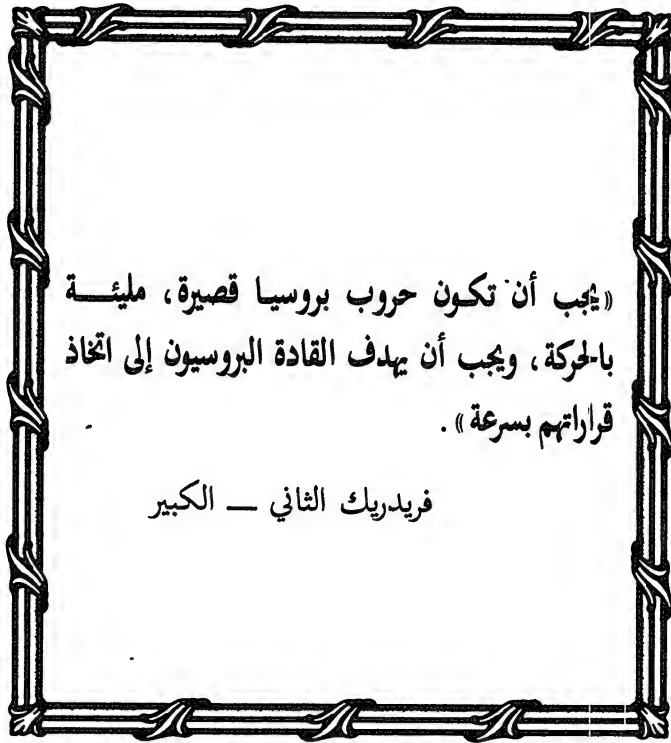 «يجب أن تكون حروب بروسيا قصيرة، مليئة
بالحركة، ويجب أن يهدف القادة البروسيون إلى اتخاذ
قراراتهم بسرعة».
فريدريك الثاني — الكبير